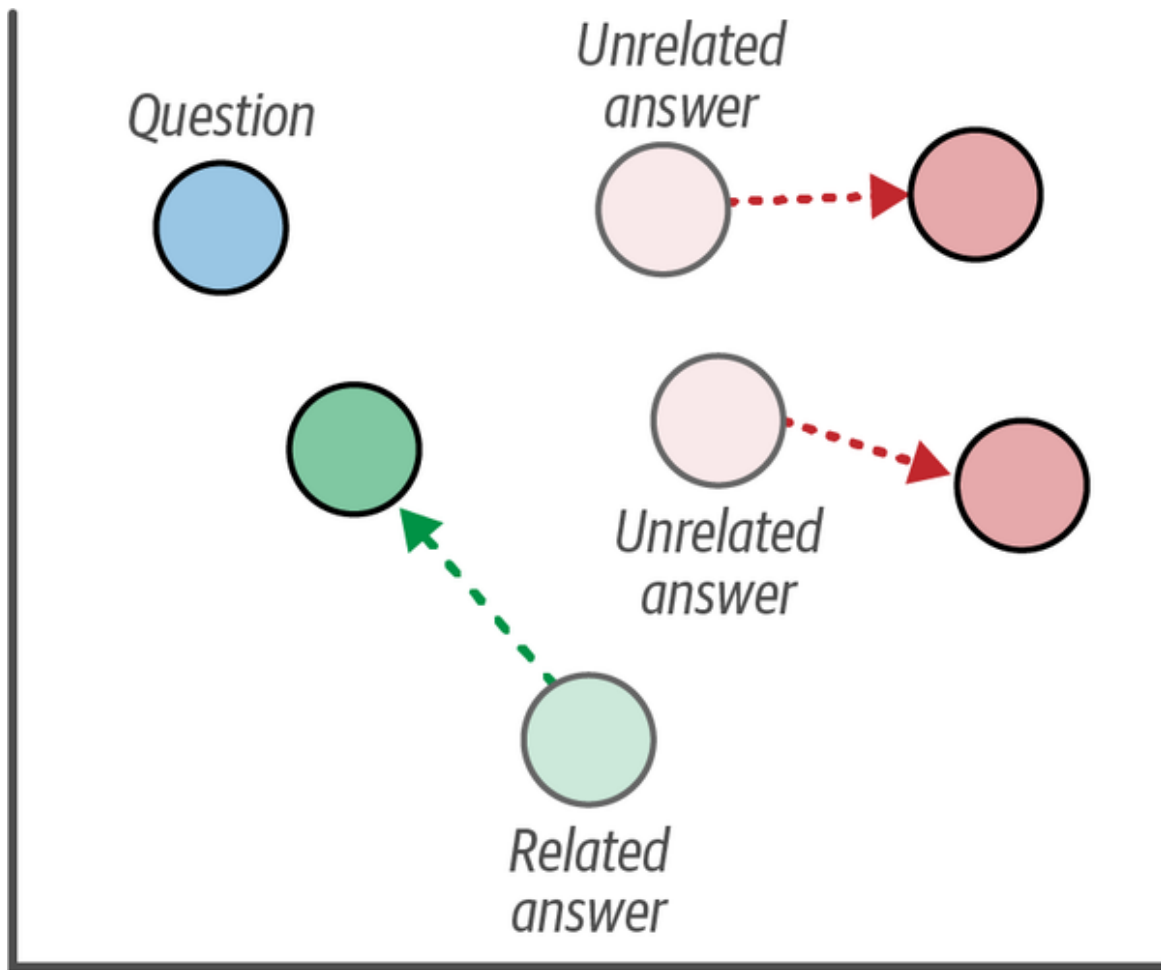 Unrelated
answer
Question
Unrelated
answer
Related
answer